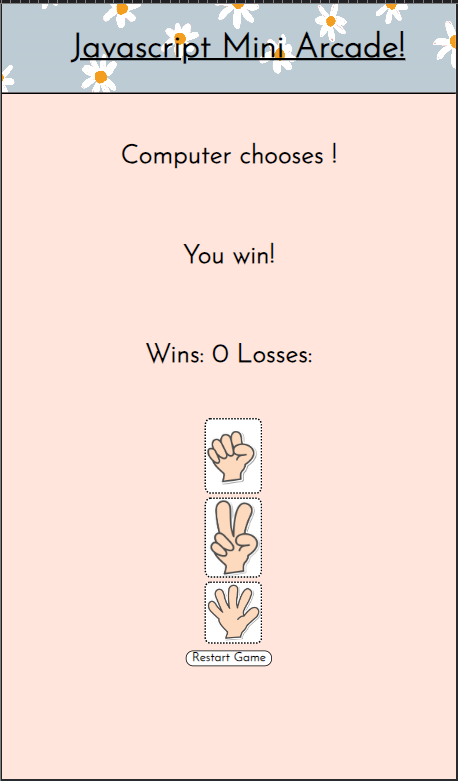 Javascript Mini Arcade!
Computer chooses !
You win!
Wins: 0 Losses:
Restart Game